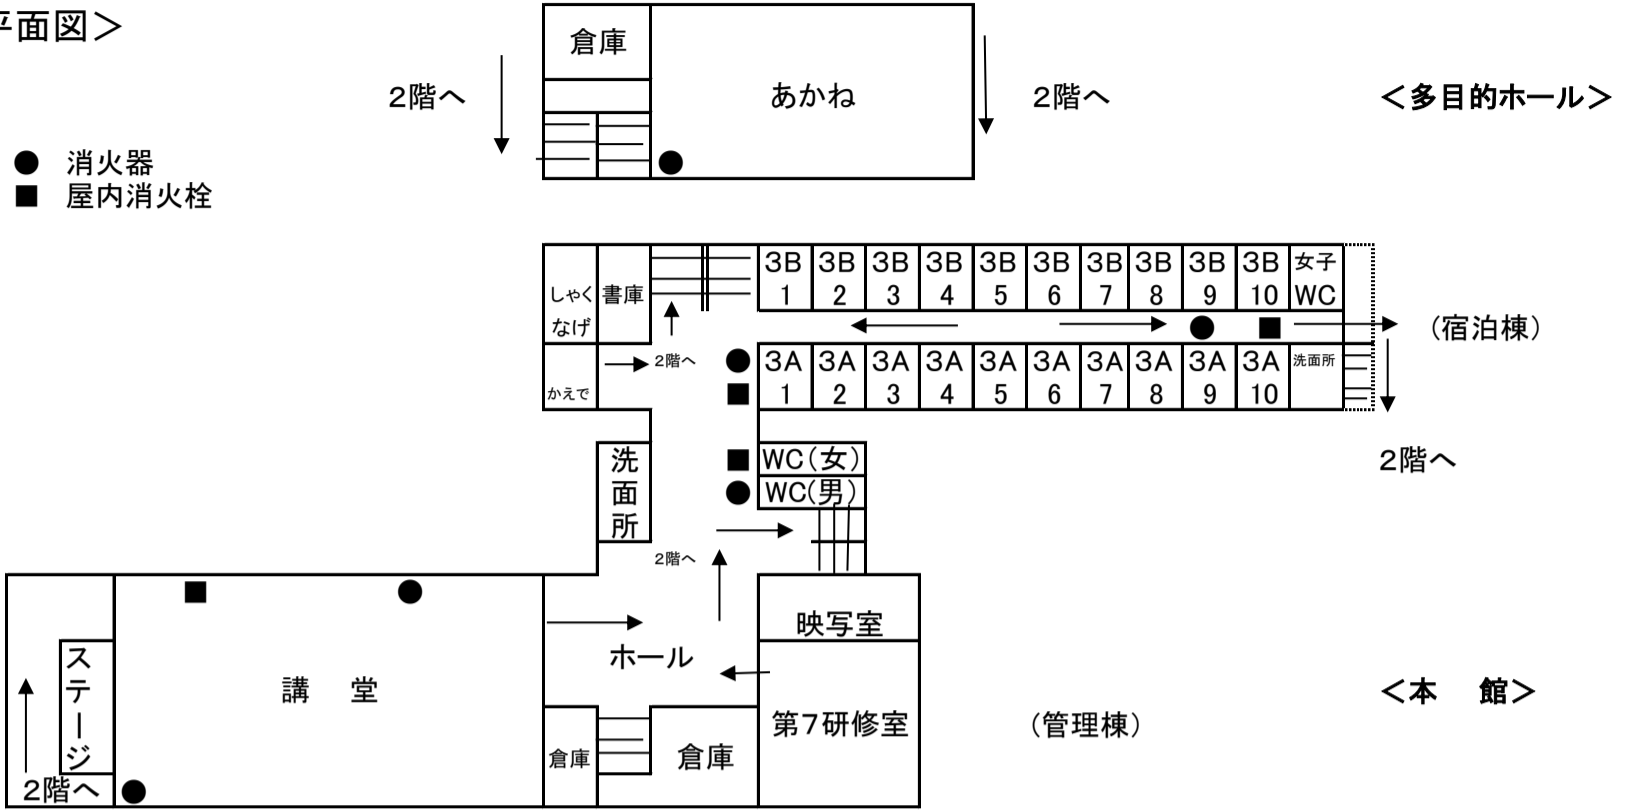 平面図＞
倉庫
あかね
２階へ
２階へ
＜多目的ホール＞
● 消火器
■ 屋内消火栓
しゃく
なげ
書庫
３Ｂ
１
３Ｂ
２
３Ｂ
３
３Ｂ
４
３Ｂ
５
３Ｂ
６
３Ｂ
７
３Ｂ
８
３Ｂ
９
３Ｂ
10
女子
WC
（宿泊棟）
かえで
２階へ
３Ａ
１
３Ａ
２
３Ａ
３
３Ａ
４
３Ａ
５
３Ａ
６
３Ａ
７
３Ａ
８
３Ａ
９
３Ａ
10
洗面所
２階へ
洗面所
WC（女）
WC（男）
２階へ
映写室
ホール
ステージ
講　堂
第７研修室
（管理棟）
＜本　館＞
倉庫
倉庫
２階へ